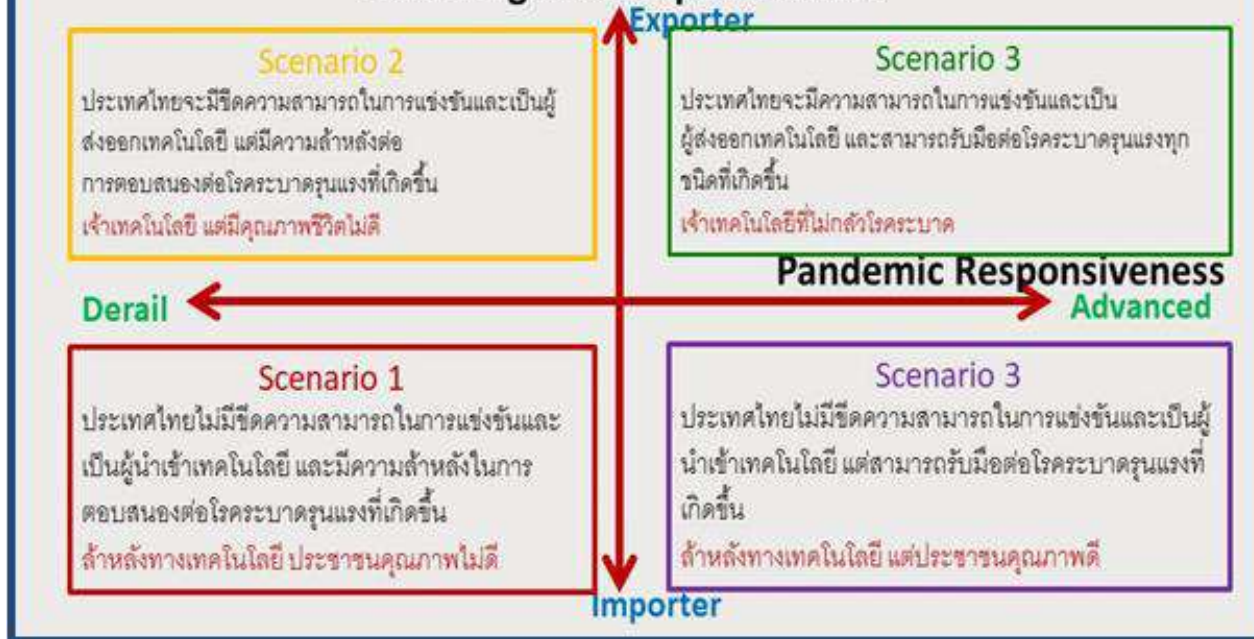 Exporter
Scenario 2
ประเทศไทยจะมีขีดความสามารถในการแข่งขันและเป็นผู้
ส่งออกเทคโนโลยี แต่มีความล้าหลังต่อ
การตอบสนองต่อโรคระบาดรุนแรงที่เกิดขึ้น
เจ้าเทคโนโลยี แต่มีคุณภาพชีวิตไม่ดี
Scenario 3
ประเทศไทยจะมีความสามารถในการแข่งขันและเป็น
ผู้ส่งออกเทคโนโลยี และสามารถรับมือต่อโรคระบาดรุนแรงทุก
ชนิดที่เกิดขึ้น
เจ้าเทคโนโลยีที่ไม่กลัวโรคระบาด
Pandemic Responsiveness
Derail
Advanced
Scenario 1
ประเทศไทยไม่มีขีดความสามารถในการแข่งขันและ
เป็นผู้นำเข้าเทคโนโลยี และมีความล้าหลังในการ
ตอบสนองต่อโรคระบาดรุนแรงที่เกิดขึ้น
ล้าหลังทางเทคโนโลยี ประชาชนคุณภาพไม่ดี
Scenario 3
ประเทศไทยไม่มีขีดความสามารถในการแข่งขันและเป็นผู้
นำเข้าเทคโนโลยี แต่สามารถรับมือต่อโรคระบาดรุนแรงที่
เกิดขึ้น
ล้าหลังทางเทคโนโลยี แต่ประชาชนคุณภาพดี
Importer